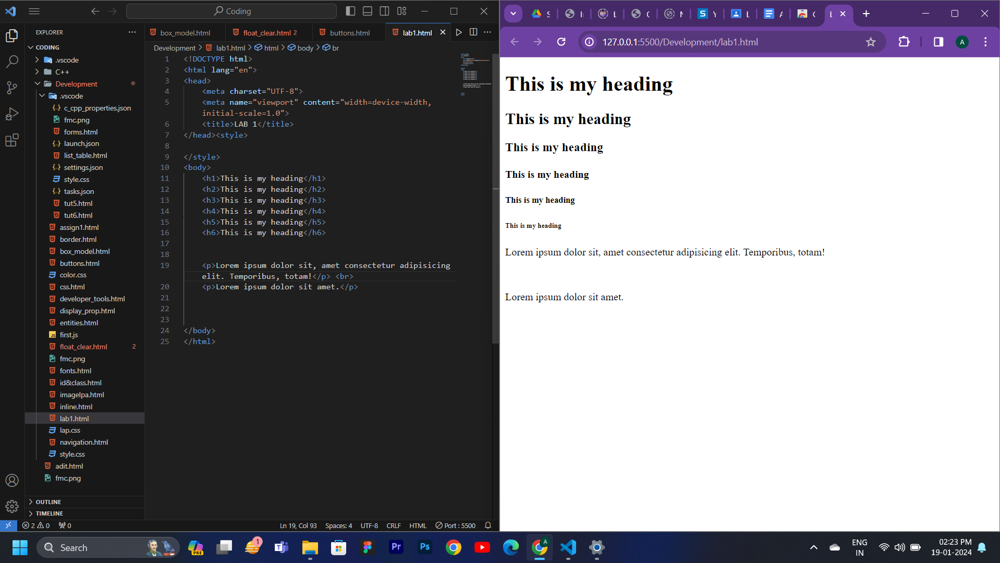 Coding
EXPLORER
CODING
.vscode
C++
Development
.vscode
c_cpp_properties.json
fmc.png
forms.html
launch.json
list_table.html
settings.json
style.css
tasks.json
tut5.html
tut6.html
assign1.html
border.html
box_model.html
buttons.html
color.css
css.html
developer_tools.html
display_prop.html
entities.html
first.js
float_clear.html 2
fmc.png
fonts.html
id&class.html
imagelpa.html
inline.html
lab1.html
lap.css
navigation.html
style.css
adit.html
fmc.png
OUTLINE
TIMELINE
box_model.html float_clear.html 2 buttons.html lab1.html
Development > lab1.html > html > body > br
1 <!DOCTYPE html>
2 <html lang="en">
3 <head>
4 <meta charset="UTF-8">
5 <meta name="viewport" content="width=device-width,
initial-scale=1.0">
6 <title>LAB 1</title>
7 </head><style>
8
9 </style>
10 <body>
11 <h1>This is my heading</h1>
12 <h2>This is my heading</h2>
13 <h3>This is my heading</h3>
14 <h4>This is my heading</h4>
15 <h5>This is my heading</h5>
16 <h6>This is my heading</h6>
17
18
19 <p>Lorem ipsum dolor sit, amet consectetur adipisicing
elit. Temporibus, totam!</p> <br>
20 <p>Lorem ipsum dolor sit amet.</p>
21
22
23
24 </body>
25 </html>
2 0 0 Ln 19, Col 93 Spaces: 4 UTF-8 CRLF HTML Port : 5500
127.0.0.1:5500/Development/lab1.html A
This is my heading
This is my heading
This is my heading
This is my heading
This is my heading
This is my heading
Lorem ipsum dolor sit, amet consectetur adipisicing elit. Temporibus, totam!
Lorem ipsum dolor sit amet.
Search PRE 1 Pr Ps A
ENG
IN
02:23 PM
19-01-2024